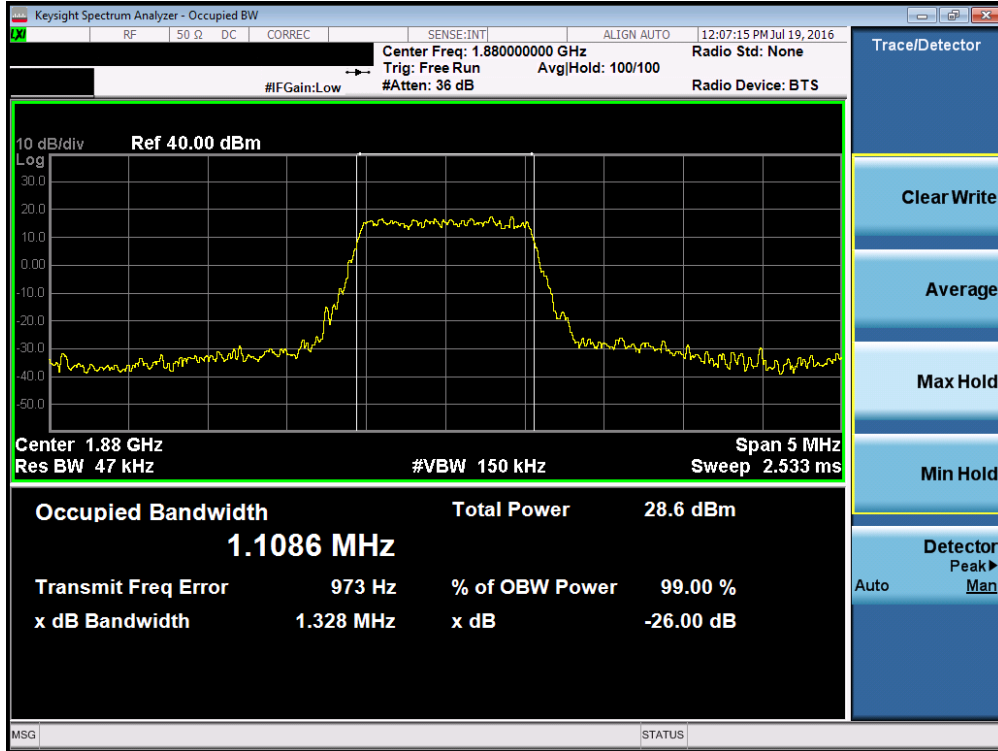 Keysight Spectrum Analyzer - Occupied BW
LXI RF 50 Ω DC CORREC SENSE:INT ALIGN AUTO 12:07:15 PM Jul 19, 2016
Center Freq: 1.880000000 GHz Radio Std: None
Trig: Free Run Avg|Hold: 100/100
#IFGain:Low #Atten: 36 dB Radio Device: BTS
Trace/Detector
10 dB/div Ref 40.00 dBm
Log
30.0
20.0
10.0
0.00
-10.0
-20.0
-30.0
-40.0
-50.0
Center 1.88 GHz Span 5 MHz
Res BW 47 kHz #VBW 150 kHz Sweep 2.533 ms
Occupied Bandwidth Total Power 28.6 dBm
1.1086 MHz
Transmit Freq Error 973 Hz % of OBW Power 99.00 %
x dB Bandwidth 1.328 MHz x dB -26.00 dB
Clear Write
Average
Max Hold
Min Hold
Detector
Peak▶
Auto Man
MSG STATUS